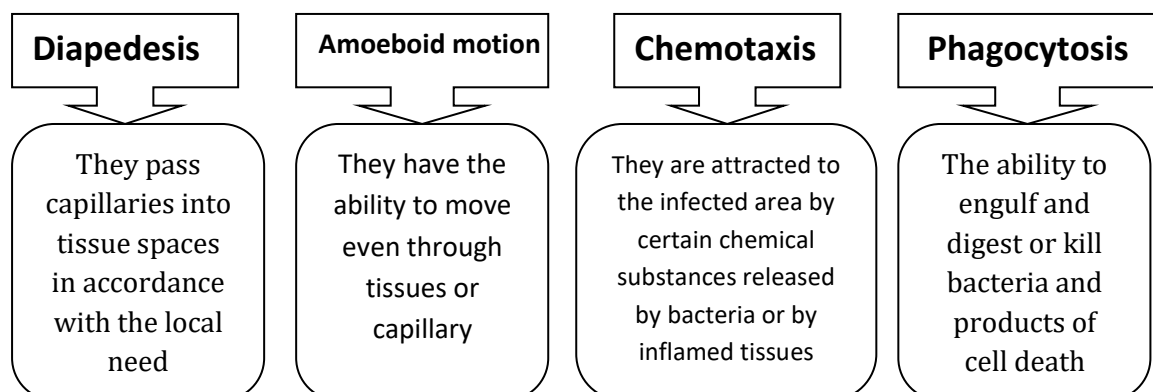 Diapedesis
They pass
capillaries into
tissue spaces
in accordance
with the local
need
Amoeboid motion
They have the
ability to move
even through
tissues or
capillary
Chemotaxis
They are attracted to
the infected area by
certain chemical
substances released
by bacteria or by
inflamed tissues
Phagocytosis
The ability to
engulf and
digest or kill
bacteria and
products of
cell death